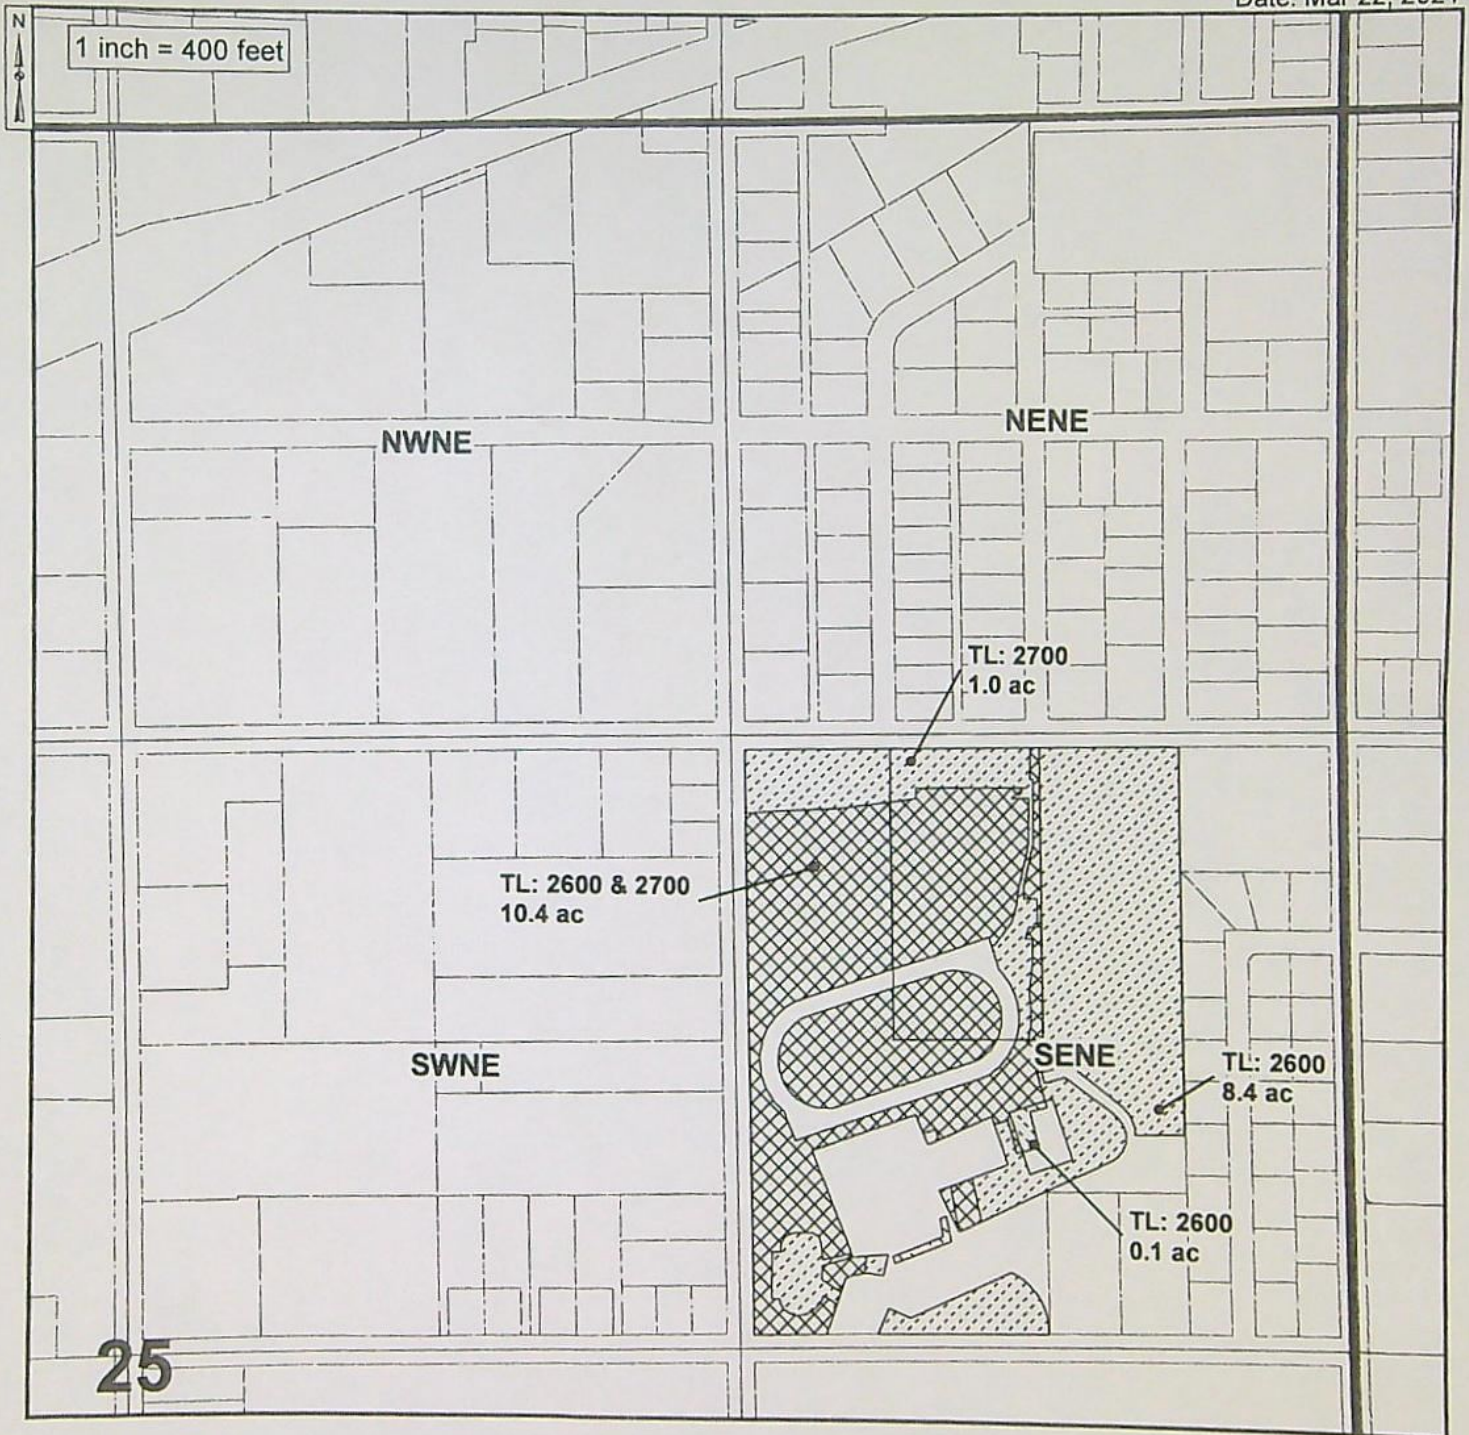 N
1 inch = 400 feet
NWNE
NENE
TL: 2700
1.0 ac
TL: 2600 & 2700
10.4 ac
SWNE
SENE
TL: 2600
8.4 ac
TL: 2600
0.1 ac
25